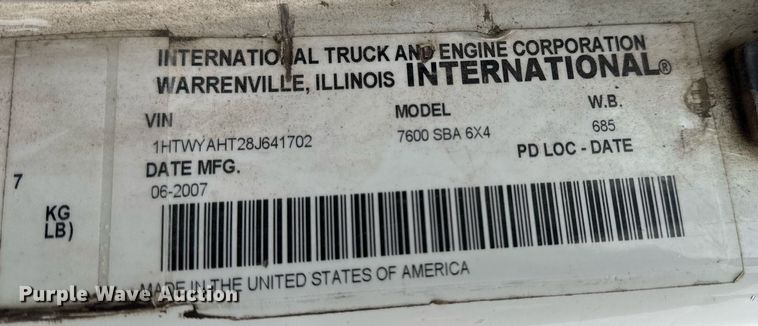 INTERNATIONAL TRUCK AND ENGINE CORPORATION
WARRENVILLE, ILLINOIS INTERNATIONAL®
VIN MODEL W.B.
1HTWYAHT28J641702 7600 SBA 6X4 685
DATE MFG. PD LOC - DATE
06-2007
7
KG
LB)
MADE IN THE UNITED STATES OF AMERICA
Purple Wave Auction